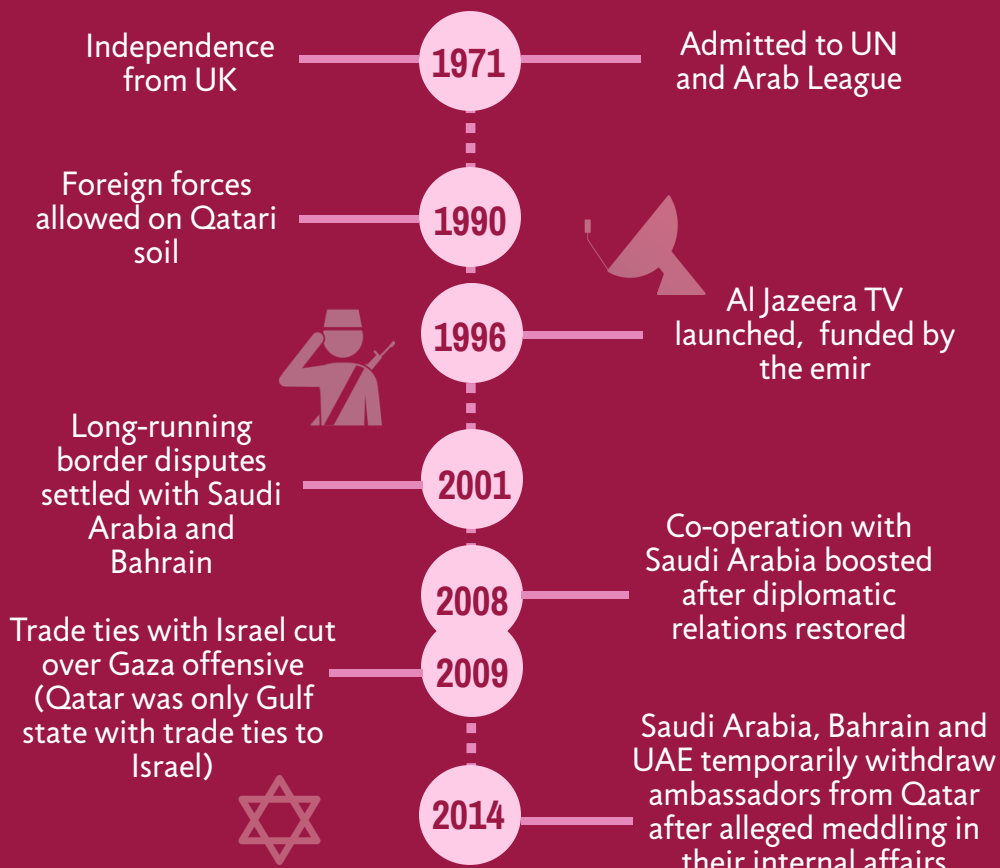 Independence
from UK
1971
Admitted to UN
and Arab League
Foreign forces
allowed on Qatari
soil
1990
1996
Al Jazeera TV
launched, funded by
the emir
Long-running
border disputes
settled with Saudi
Arabia and
Bahrain
2001
2008
Co-operation with
Saudi Arabia boosted
after diplomatic
relations restored
Trade ties with Israel cut
over Gaza offensive
(Qatar was only Gulf
state with trade ties to
Israel)
2009
2014
Saudi Arabia, Bahrain and
UAE temporarily withdraw
ambassadors from Qatar
after alleged meddling in
their internal affairs